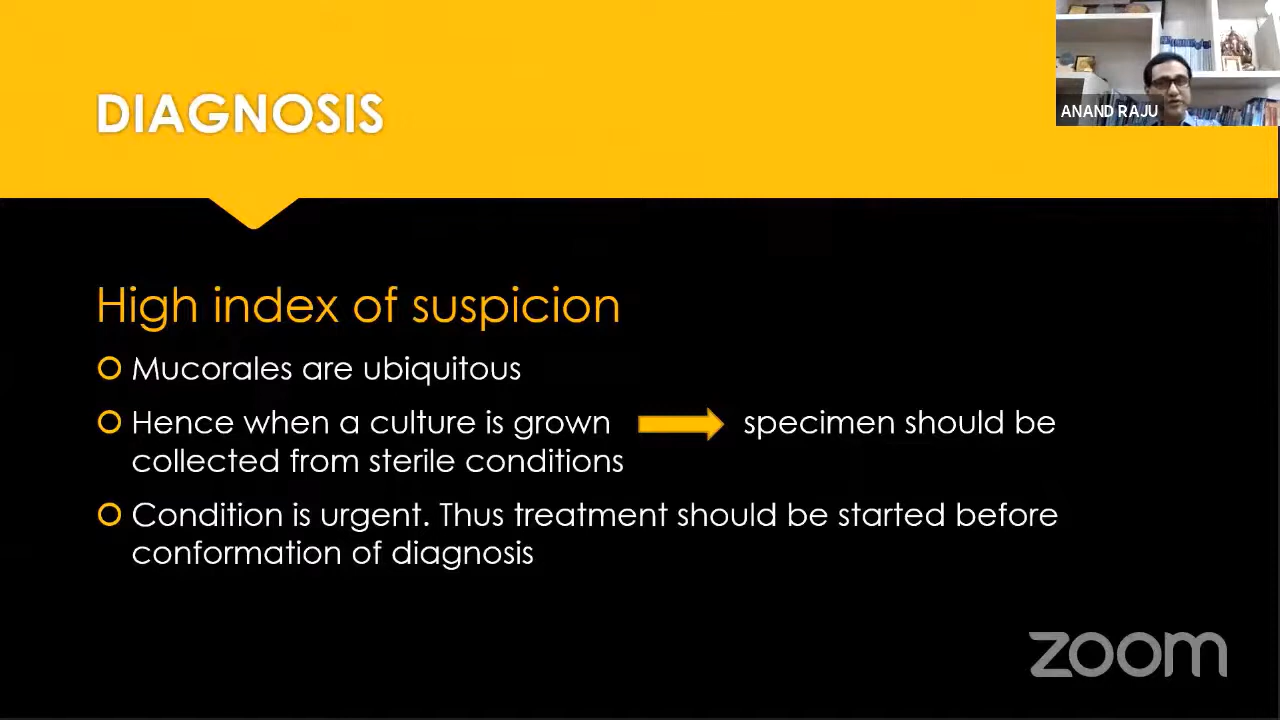 DIAGNOSIS
ANAND RAJU
High index of suspicion
Mucorales are ubiquitous
Hence when a culture is grown specimen should be
collected from sterile conditions
Condition is urgent. Thus treatment should be started before
conformation of diagnosis
zoom